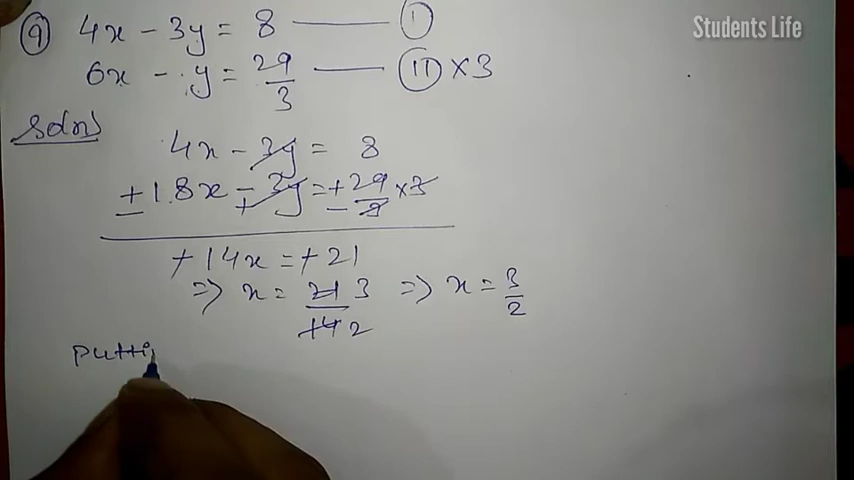 Students Life
9 4x - 3y = 8 —— I
6x - y = 29/3 —— II × 3
Soln
4x - 3y = 8
± 18x - 3y = + 29/3 × 3
+ 14x = + 21
=> x = 21/14 3/2 => x = 3/2
Putti